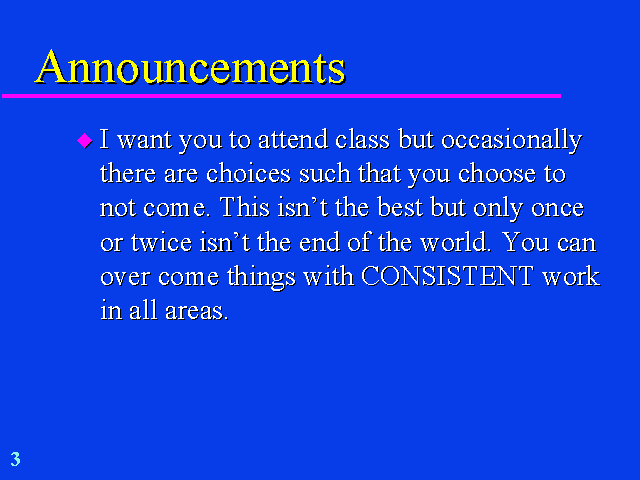 Announcements
I want you to attend class but occasionally
there are choices such that you choose to
not come. This isn't the best but only once
or twice isn't the end of the world. You can
over come things with CONSISTENT work
in all areas.
3